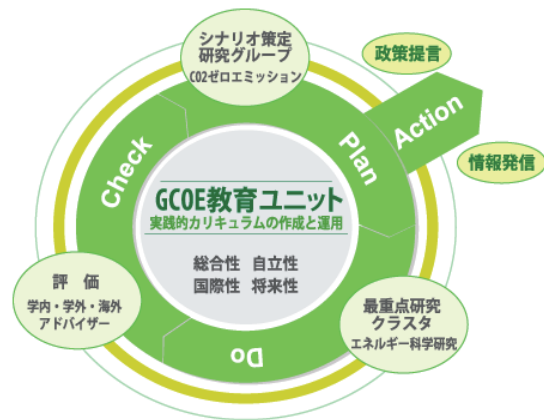 シナリオ策定
研究グループ
CO2ゼロエミッション
政策提言
Action
情報発信
Plan
Check
GCOE教育ユニット
実践的カリキュラムの作成と運用
総合性 自立性
国際性 将来性
評 価
学内・学外・海外
アドバイザー
最重点研究
クラスタ
エネルギー科学研究
Do